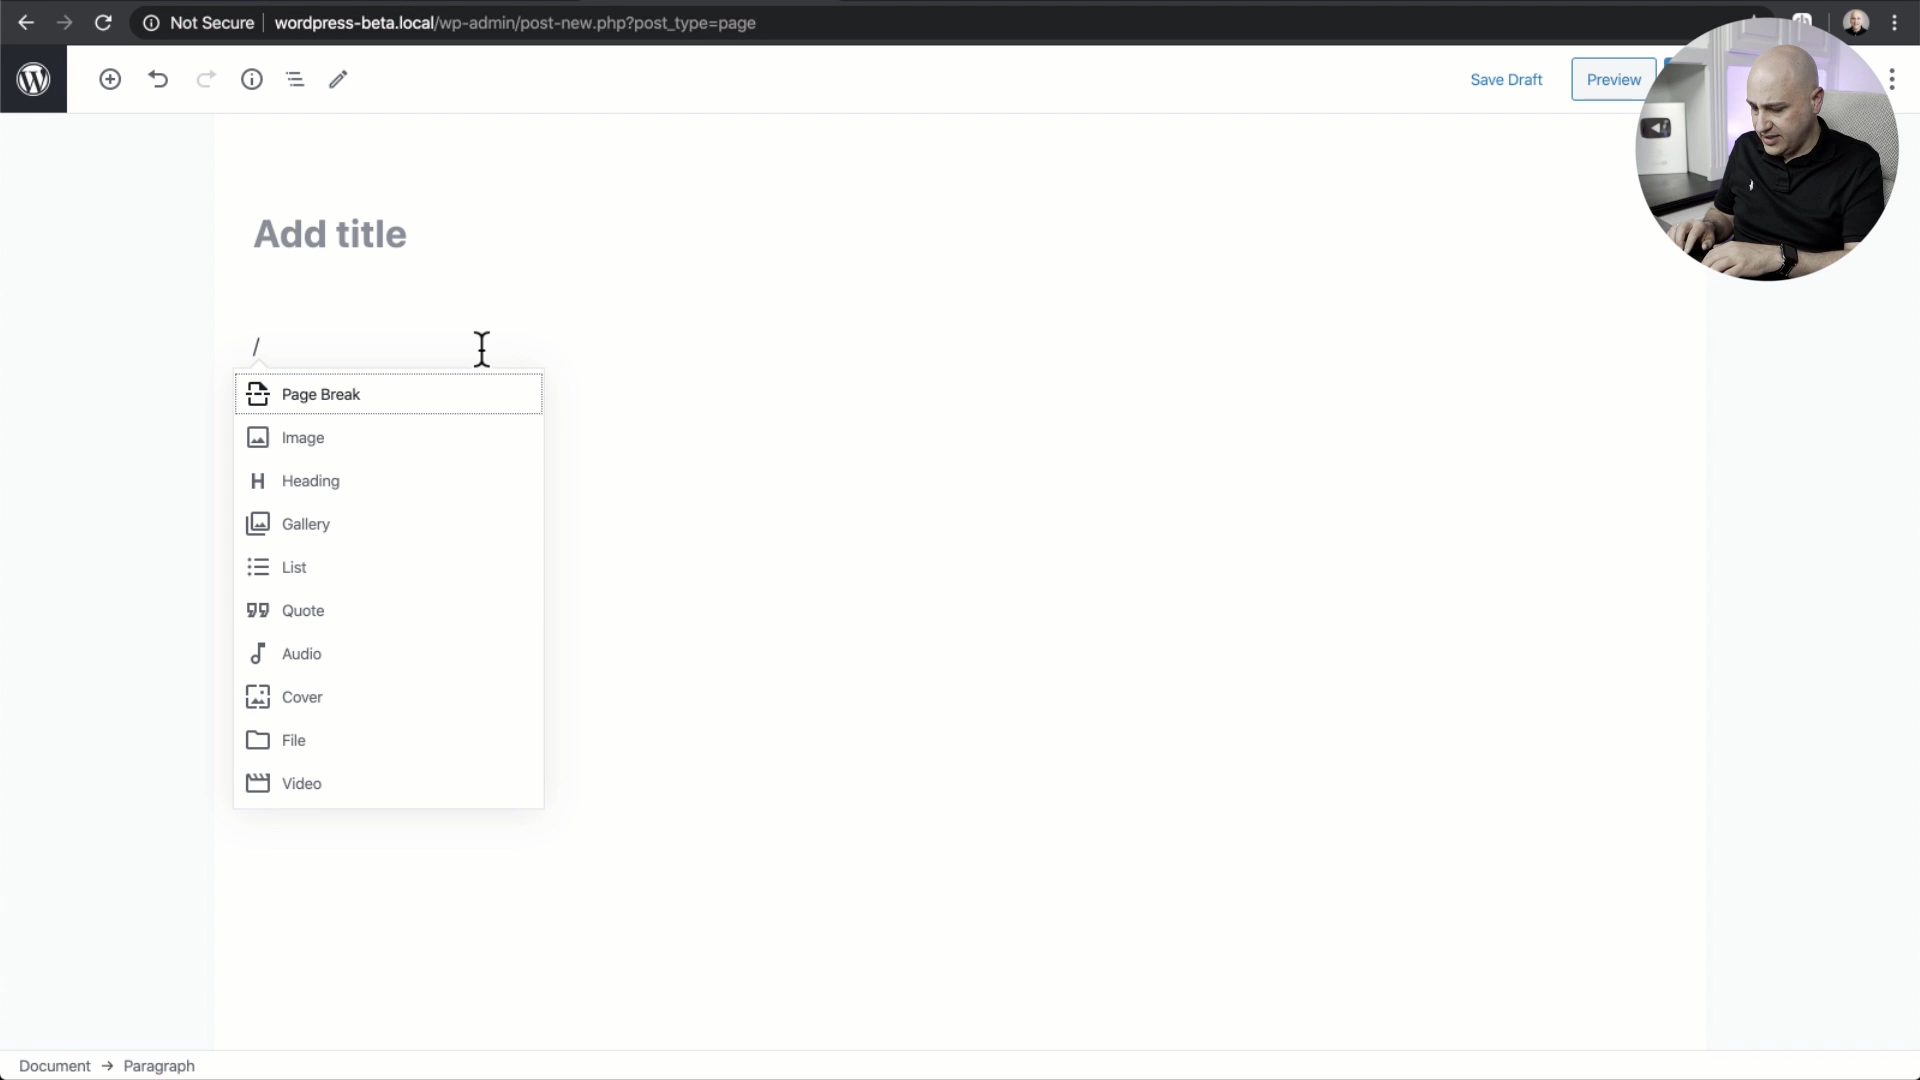 Not Secure wordpress-beta.local/wp-admin/post-new.php?post_type=page
Save Draft Preview
Add title
/
Page Break
Image
H Heading
Gallery
List
Quote
Audio
Cover
File
Video
Document → Paragraph